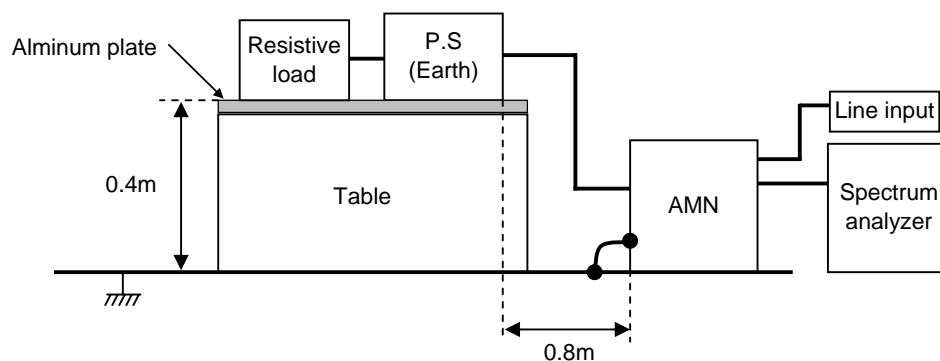 Alminum plate
Resistive
load
P.S
(Earth)
Line input
0.4m
Table
AMN
Spectrum
analyzer
0.8m